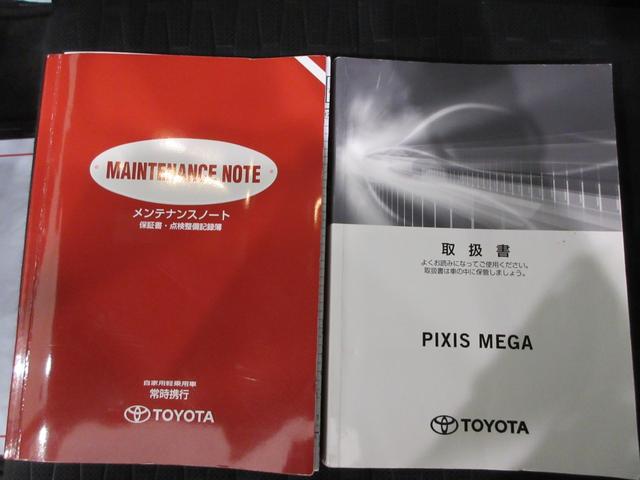 MAINTENANCE NOTE
メンテナンスノート
保証書・点検整備記録簿
自家用軽乗用車
常時携行
TOYOTA
取扱書
よくお読みになってご使用ください。
取扱書は車の中に保管しましょう。
PIXIS MEGA
TOYOTA